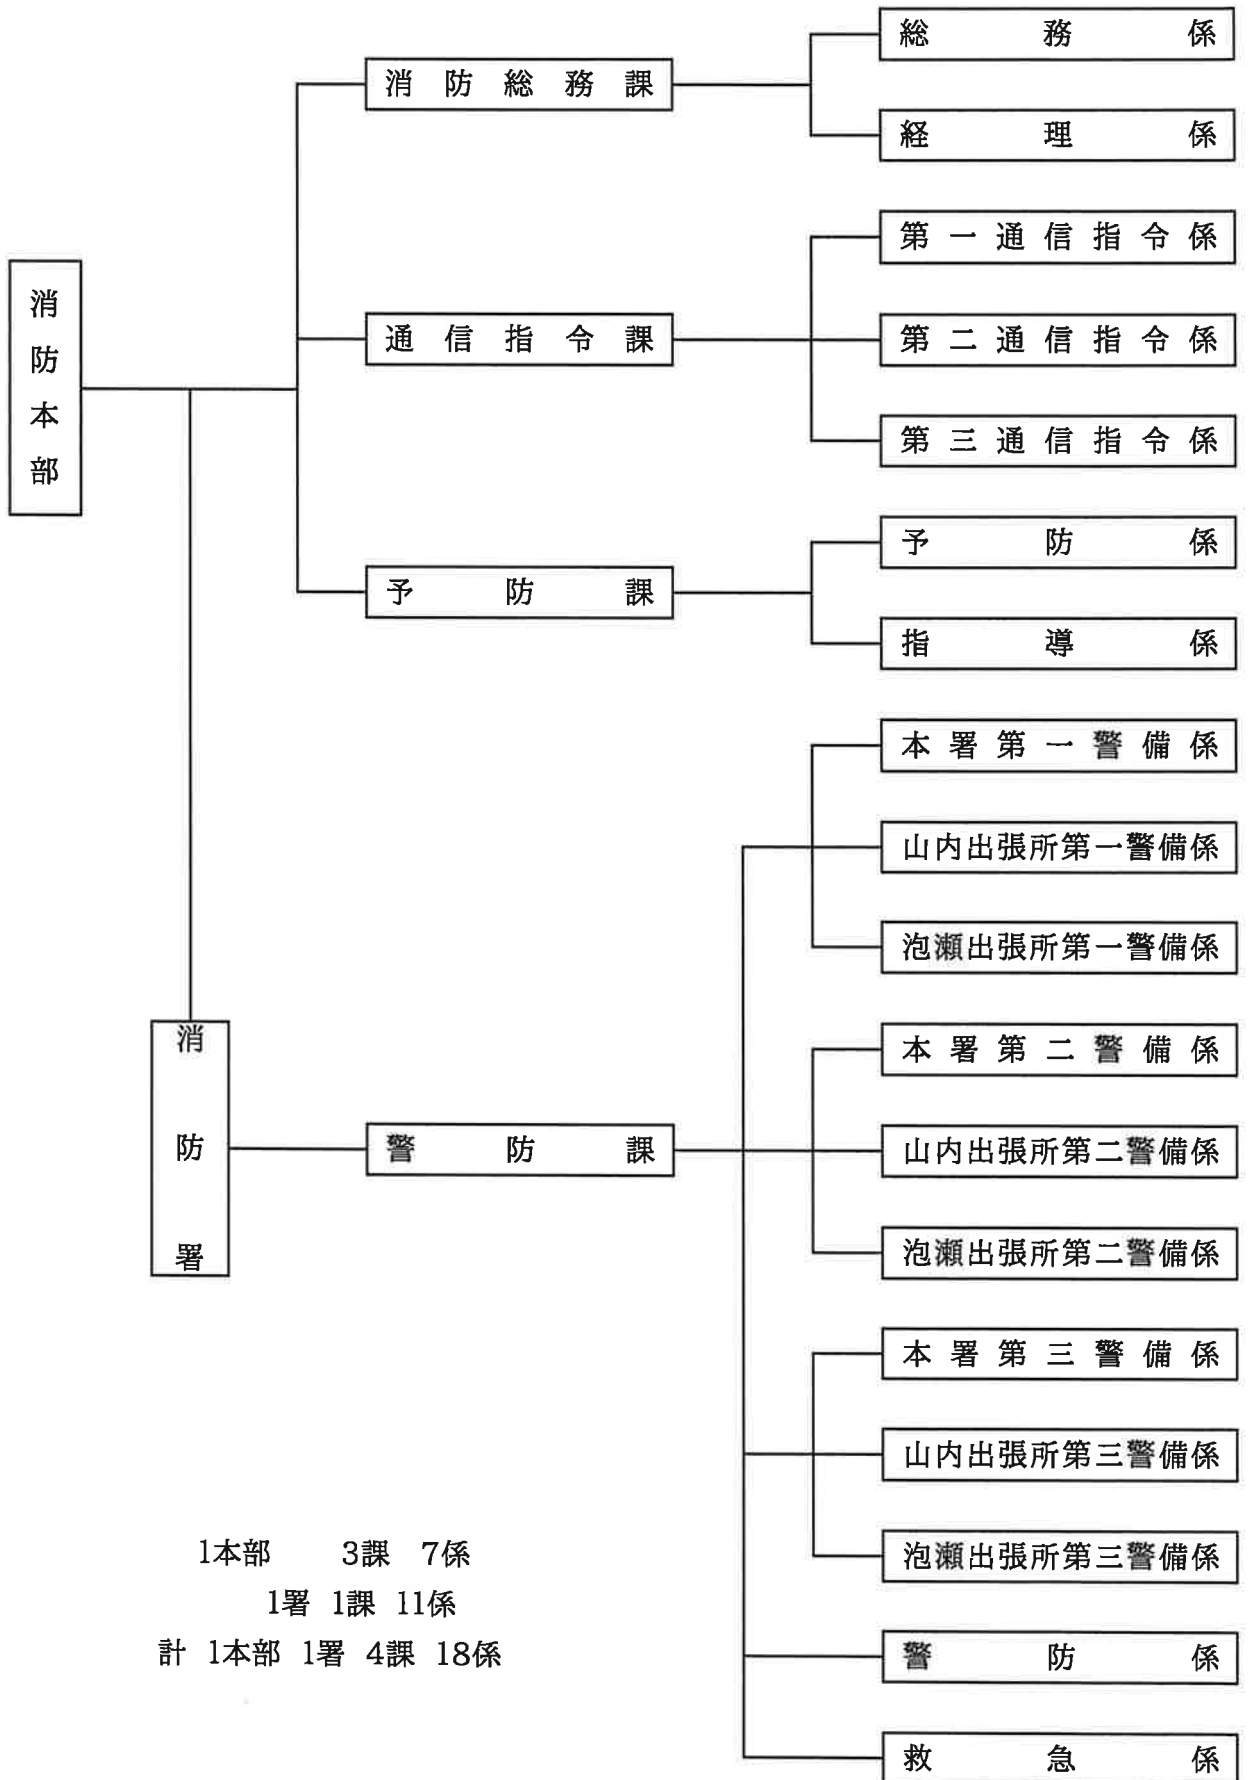 消防本部
消防総務課
総務係
経理係
通信指令課
第一通信指令係
第二通信指令係
第三通信指令係
予防課
予防係
指導係
消防署
警防課
本署第一警備係
山内出張所第一警備係
泡瀬出張所第一警備係
本署第二警備係
山内出張所第二警備係
泡瀬出張所第二警備係
本署第三警備係
山内出張所第三警備係
泡瀬出張所第三警備係
警防係
救急係
1本部 3課 7係
1署 1課 11係
計 1本部 1署 4課 18係